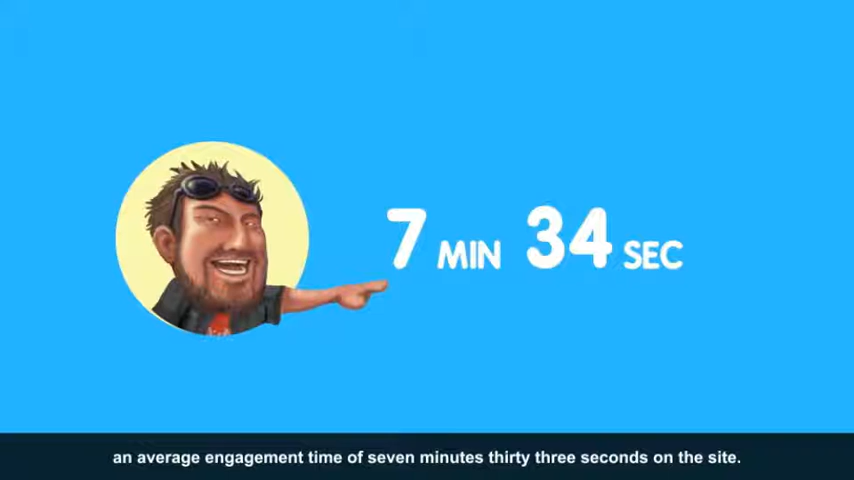 7 MIN 34 SEC
an average engagement time of seven minutes thirty three seconds on the site.